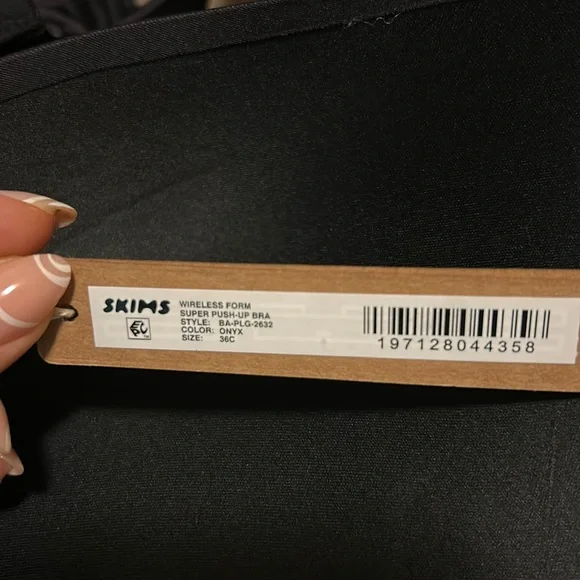 SKIMS
WIRELESS FORM
SUPER PUSH-UP BRA
STYLE: BA-PLG-2632
COLOR: ONYX
SIZE: 36C
197128044358